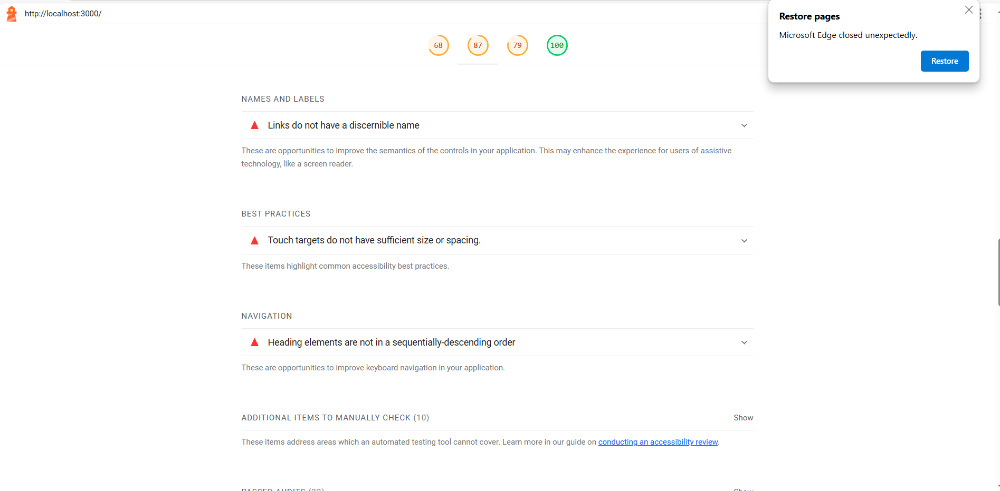 http://localhost:3000/
Restore pages
Microsoft Edge closed unexpectedly.
Restore
68
87
79
100
NAMES AND LABELS
Links do not have a discernible name
These are opportunities to improve the semantics of the controls in your application. This may enhance the experience for users of assistive
technology, like a screen reader.
BEST PRACTICES
Touch targets do not have sufficient size or spacing.
These items highlight common accessibility best practices.
NAVIGATION
Heading elements are not in a sequentially-descending order
These are opportunities to improve keyboard navigation in your application.
ADDITIONAL ITEMS TO MANUALLY CHECK (10)
Show
These items address areas which an automated testing tool cannot cover. Learn more in our guide on conducting an accessibility review.
PASSED AUDITS
Show